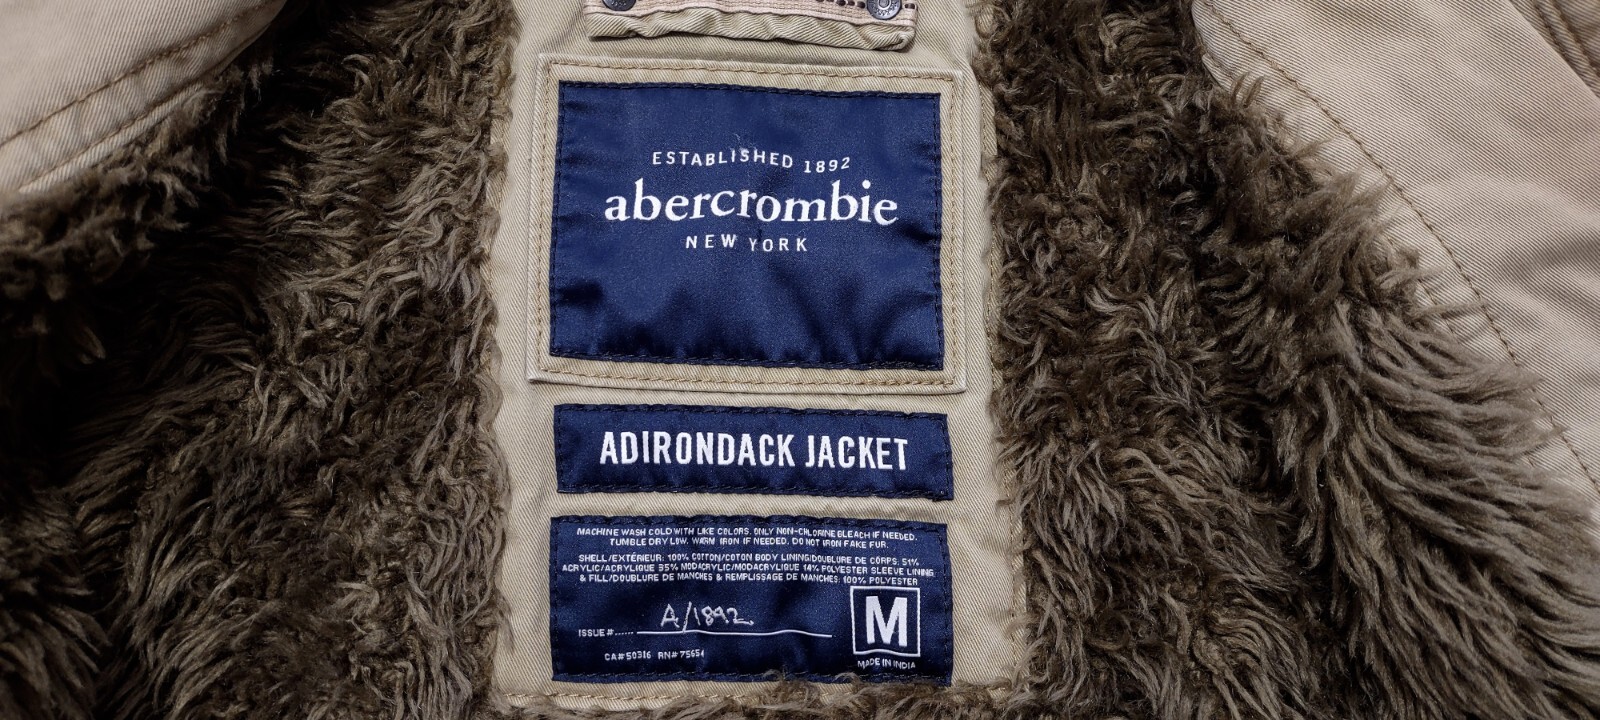 ESTABLISHED 1892
abercrombie
NEW YORK
ADIRONDACK JACKET
MACHINE WASH COLD WITH LIKE COLORS. ONLY NON-CHLORINE BLEACH IF NEEDED.
TUMBLE DRY LOW. WARM IRON IF NEEDED. DO NOT IRON FAKE FUR.
SHELL/EXTÉRIEUR: 100% COTTON/COTON BODY LINING/DOUBLURE DE CORPS: 51%
ACRYLIC/ACRYLIQUE 35% MODACRYLIC/MODACRYLIQUE 14% POLYESTER SLEEVE LINING
& FILL/DOUBLURE DE MANCHES & REMPLISSAGE DE MANCHES: 100% POLYESTER
ISSUE #...... A/1892
M
CA#50316 RN#75654
MADE IN INDIA